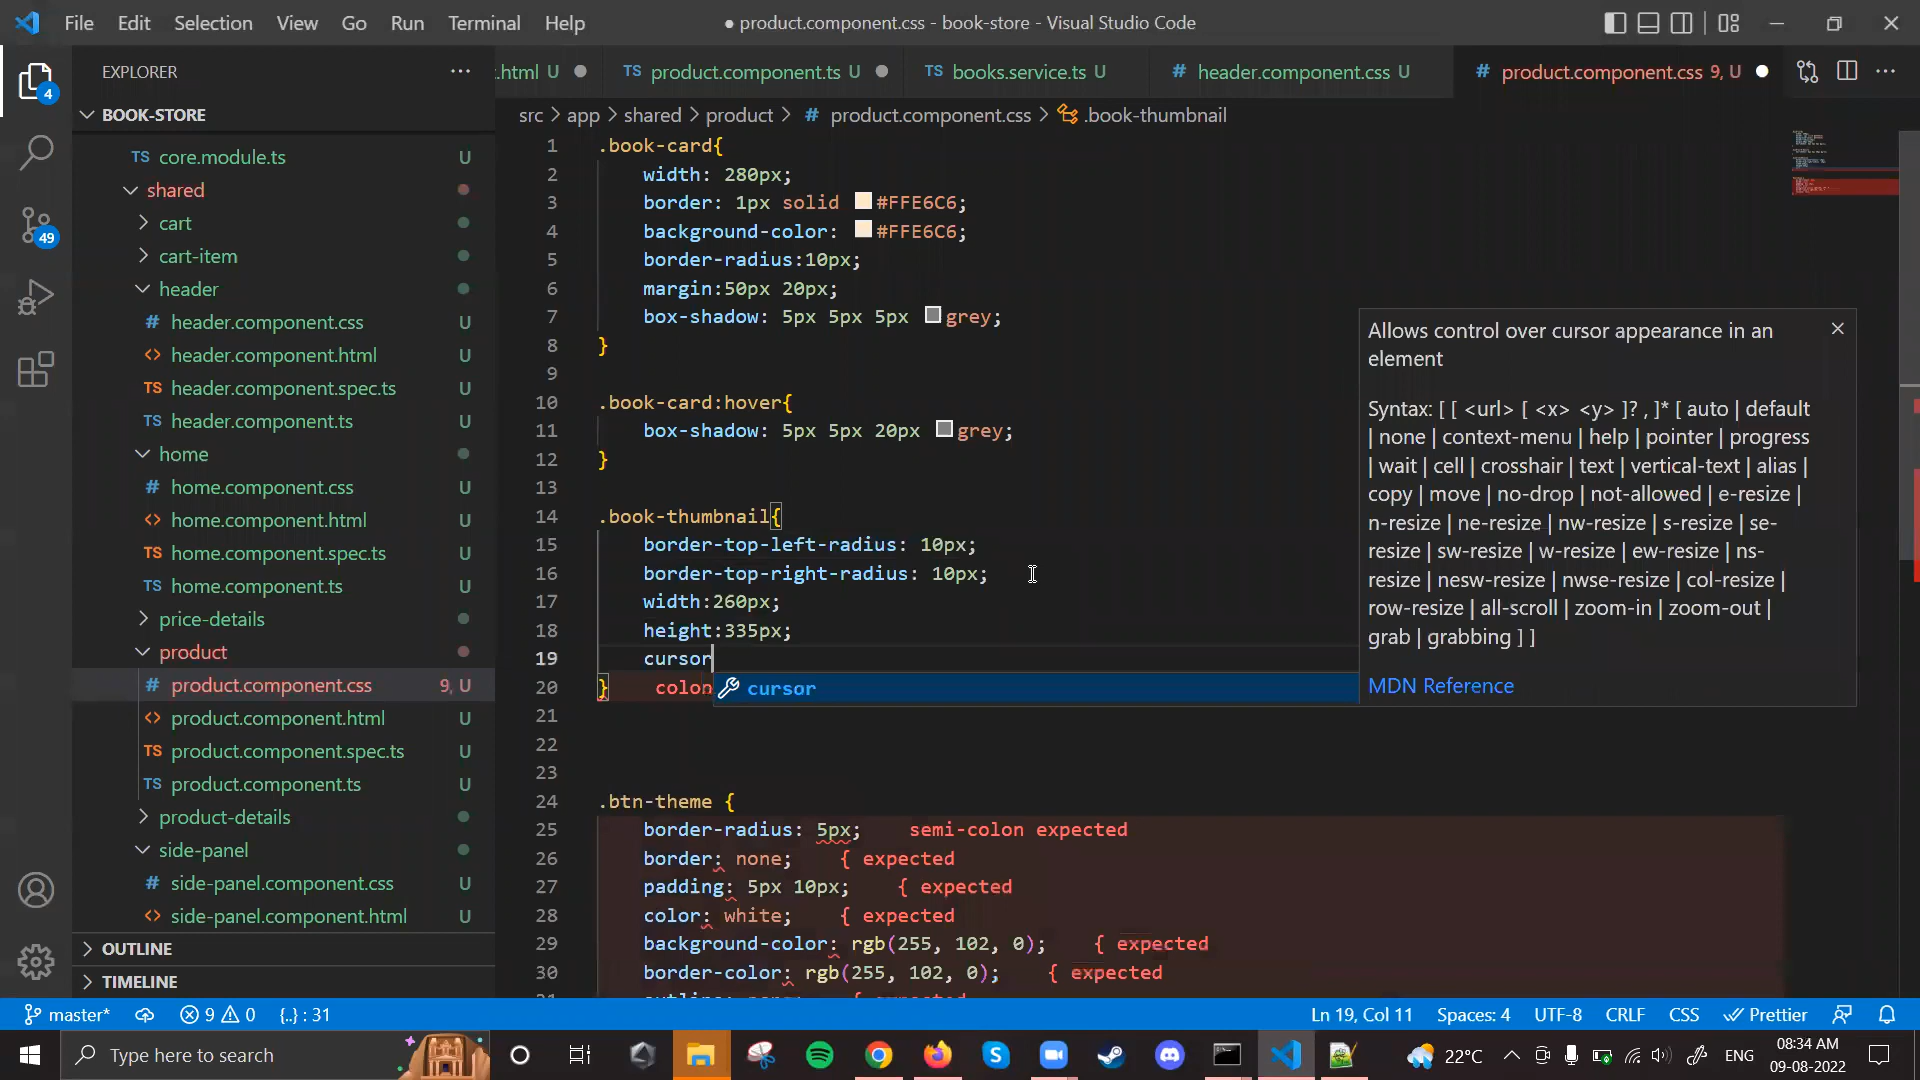 File Edit Selection View Go Run Terminal Help
● product.component.css - book-store - Visual Studio Code
EXPLORER
.html U
TS product.component.ts U
TS books.service.ts U
# header.component.css U
# product.component.css 9, U
4
BOOK-STORE
src > app > shared > product > # product.component.css > .book-thumbnail
TS core.module.ts U
shared
cart
49
cart-item
header
# header.component.css U
<> header.component.html U
TS header.component.spec.ts U
TS header.component.ts U
home
# home.component.css U
<> home.component.html U
TS home.component.spec.ts U
TS home.component.ts U
price-details
product
# product.component.css 9, U
<> product.component.html U
TS product.component.spec.ts U
TS product.component.ts U
product-details
side-panel
# side-panel.component.css U
<> side-panel.component.html U
OUTLINE
TIMELINE
1 .book-card{
2 width: 280px;
3 border: 1px solid #FFE6C6;
4 background-color: #FFE6C6;
5 border-radius:10px;
6 margin:50px 20px;
7 box-shadow: 5px 5px 5px grey;
8 }
9
10 .book-card:hover{
11 box-shadow: 5px 5px 20px grey;
12 }
13
14 .book-thumbnail{
15 border-top-left-radius: 10px;
16 border-top-right-radius: 10px;
17 width:260px;
18 height:335px;
19 cursor
20 } colon
cursor
21
22
23
24 .btn-theme {
25 border-radius: 5px; semi-colon expected
26 border: none; { expected
27 padding: 5px 10px; { expected
28 color: white; { expected
29 background-color: rgb(255, 102, 0); { expected
30 border-color: rgb(255, 102, 0); { expected
Allows control over cursor appearance in an
element
Syntax: [ [ <url> [ <x> <y> ]? , ]* [ auto | default
| none | context-menu | help | pointer | progress
| wait | cell | crosshair | text | vertical-text | alias |
copy | move | no-drop | not-allowed | e-resize |
n-resize | ne-resize | nw-resize | s-resize | se-
resize | sw-resize | w-resize | ew-resize | ns-
resize | nesw-resize | nwse-resize | col-resize |
row-resize | all-scroll | zoom-in | zoom-out |
grab | grabbing ] ]
MDN Reference
master* 9 0 {..} : 31
Ln 19, Col 11 Spaces: 4 UTF-8 CRLF CSS Prettier
Type here to search
22°C
ENG
08:34 AM
09-08-2022